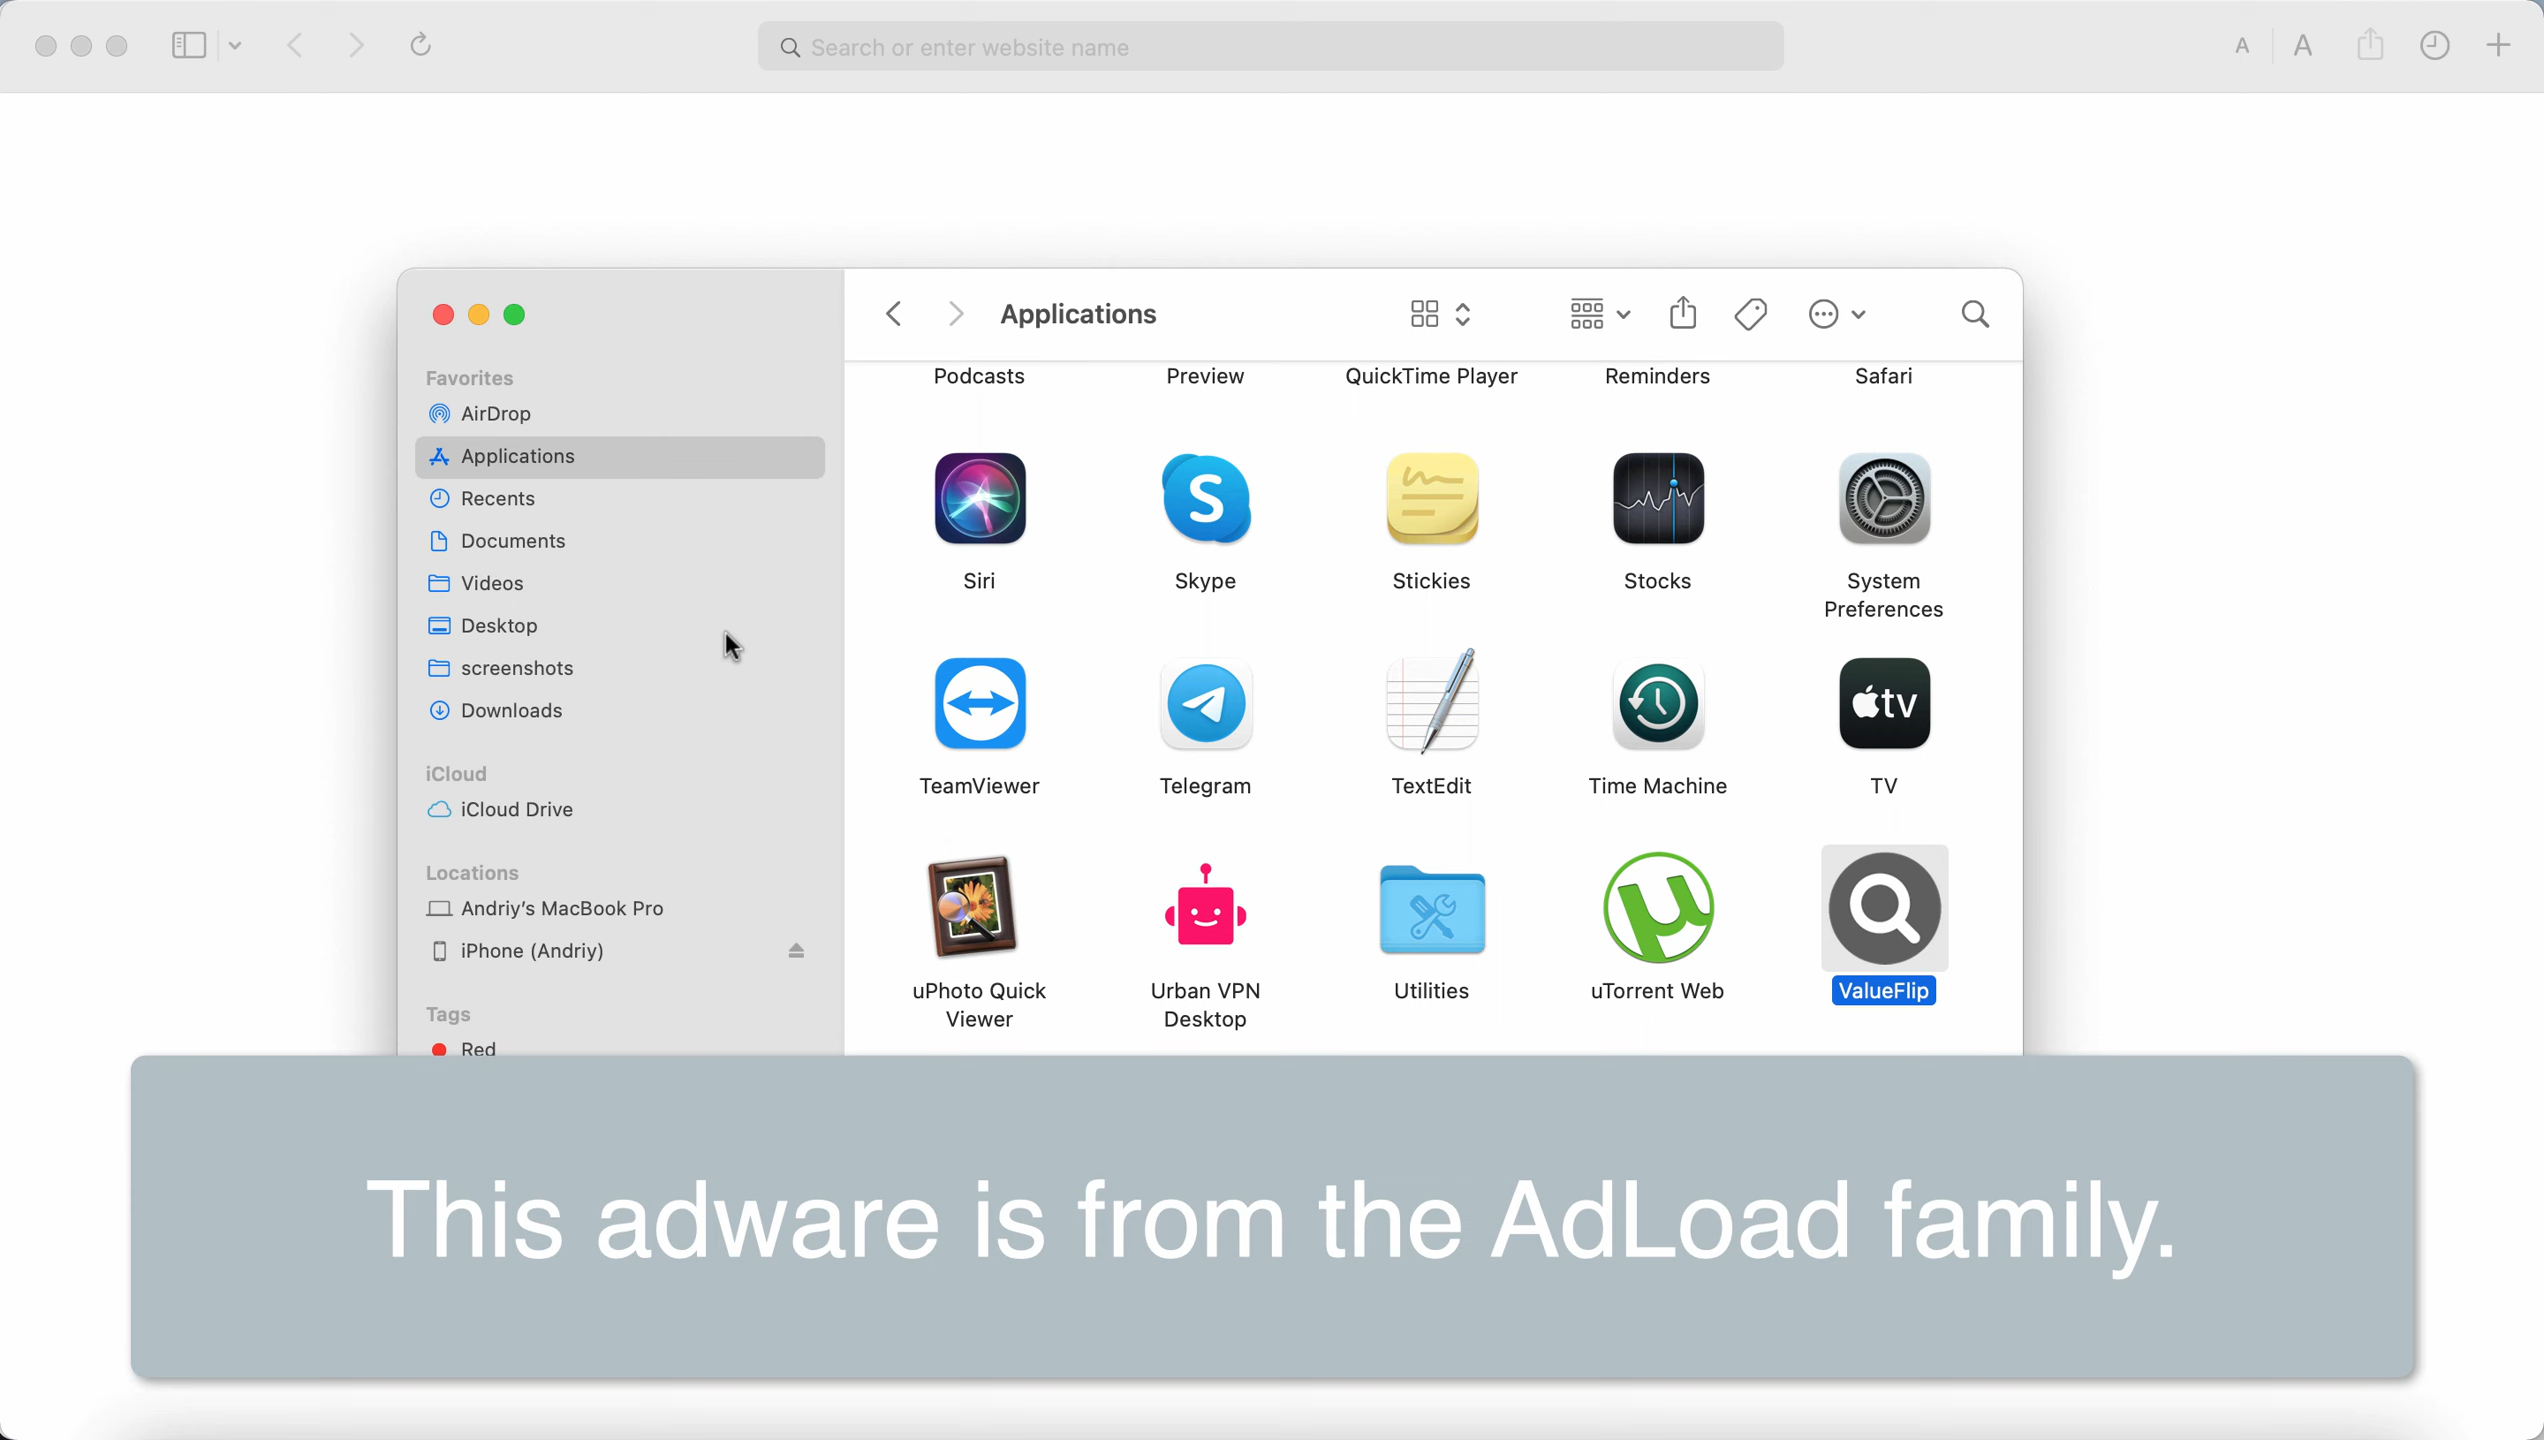 Search or enter website name
A
A
Applications
Favorites
AirDrop
Applications
Recents
Documents
Videos
Desktop
screenshots
Downloads
iCloud
iCloud Drive
Locations
Andriy's MacBook Pro
iPhone (Andriy)
Tags
Red
Podcasts
Preview
QuickTime Player
Reminders
Safari
Siri
Skype
Stickies
Stocks
System
Preferences
tv
TeamViewer
Telegram
TextEdit
Time Machine
TV
uPhoto Quick
Viewer
Urban VPN
Desktop
Utilities
uTorrent Web
ValueFlip
This adware is from the AdLoad family.